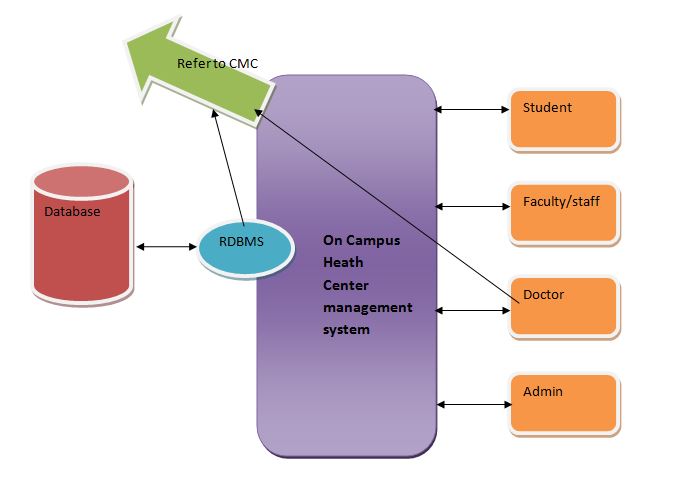 Refer to CMC
Student
Database
Faculty/staff
RDBMS
On Campus
Heath
Center
management
system
Doctor
Admin